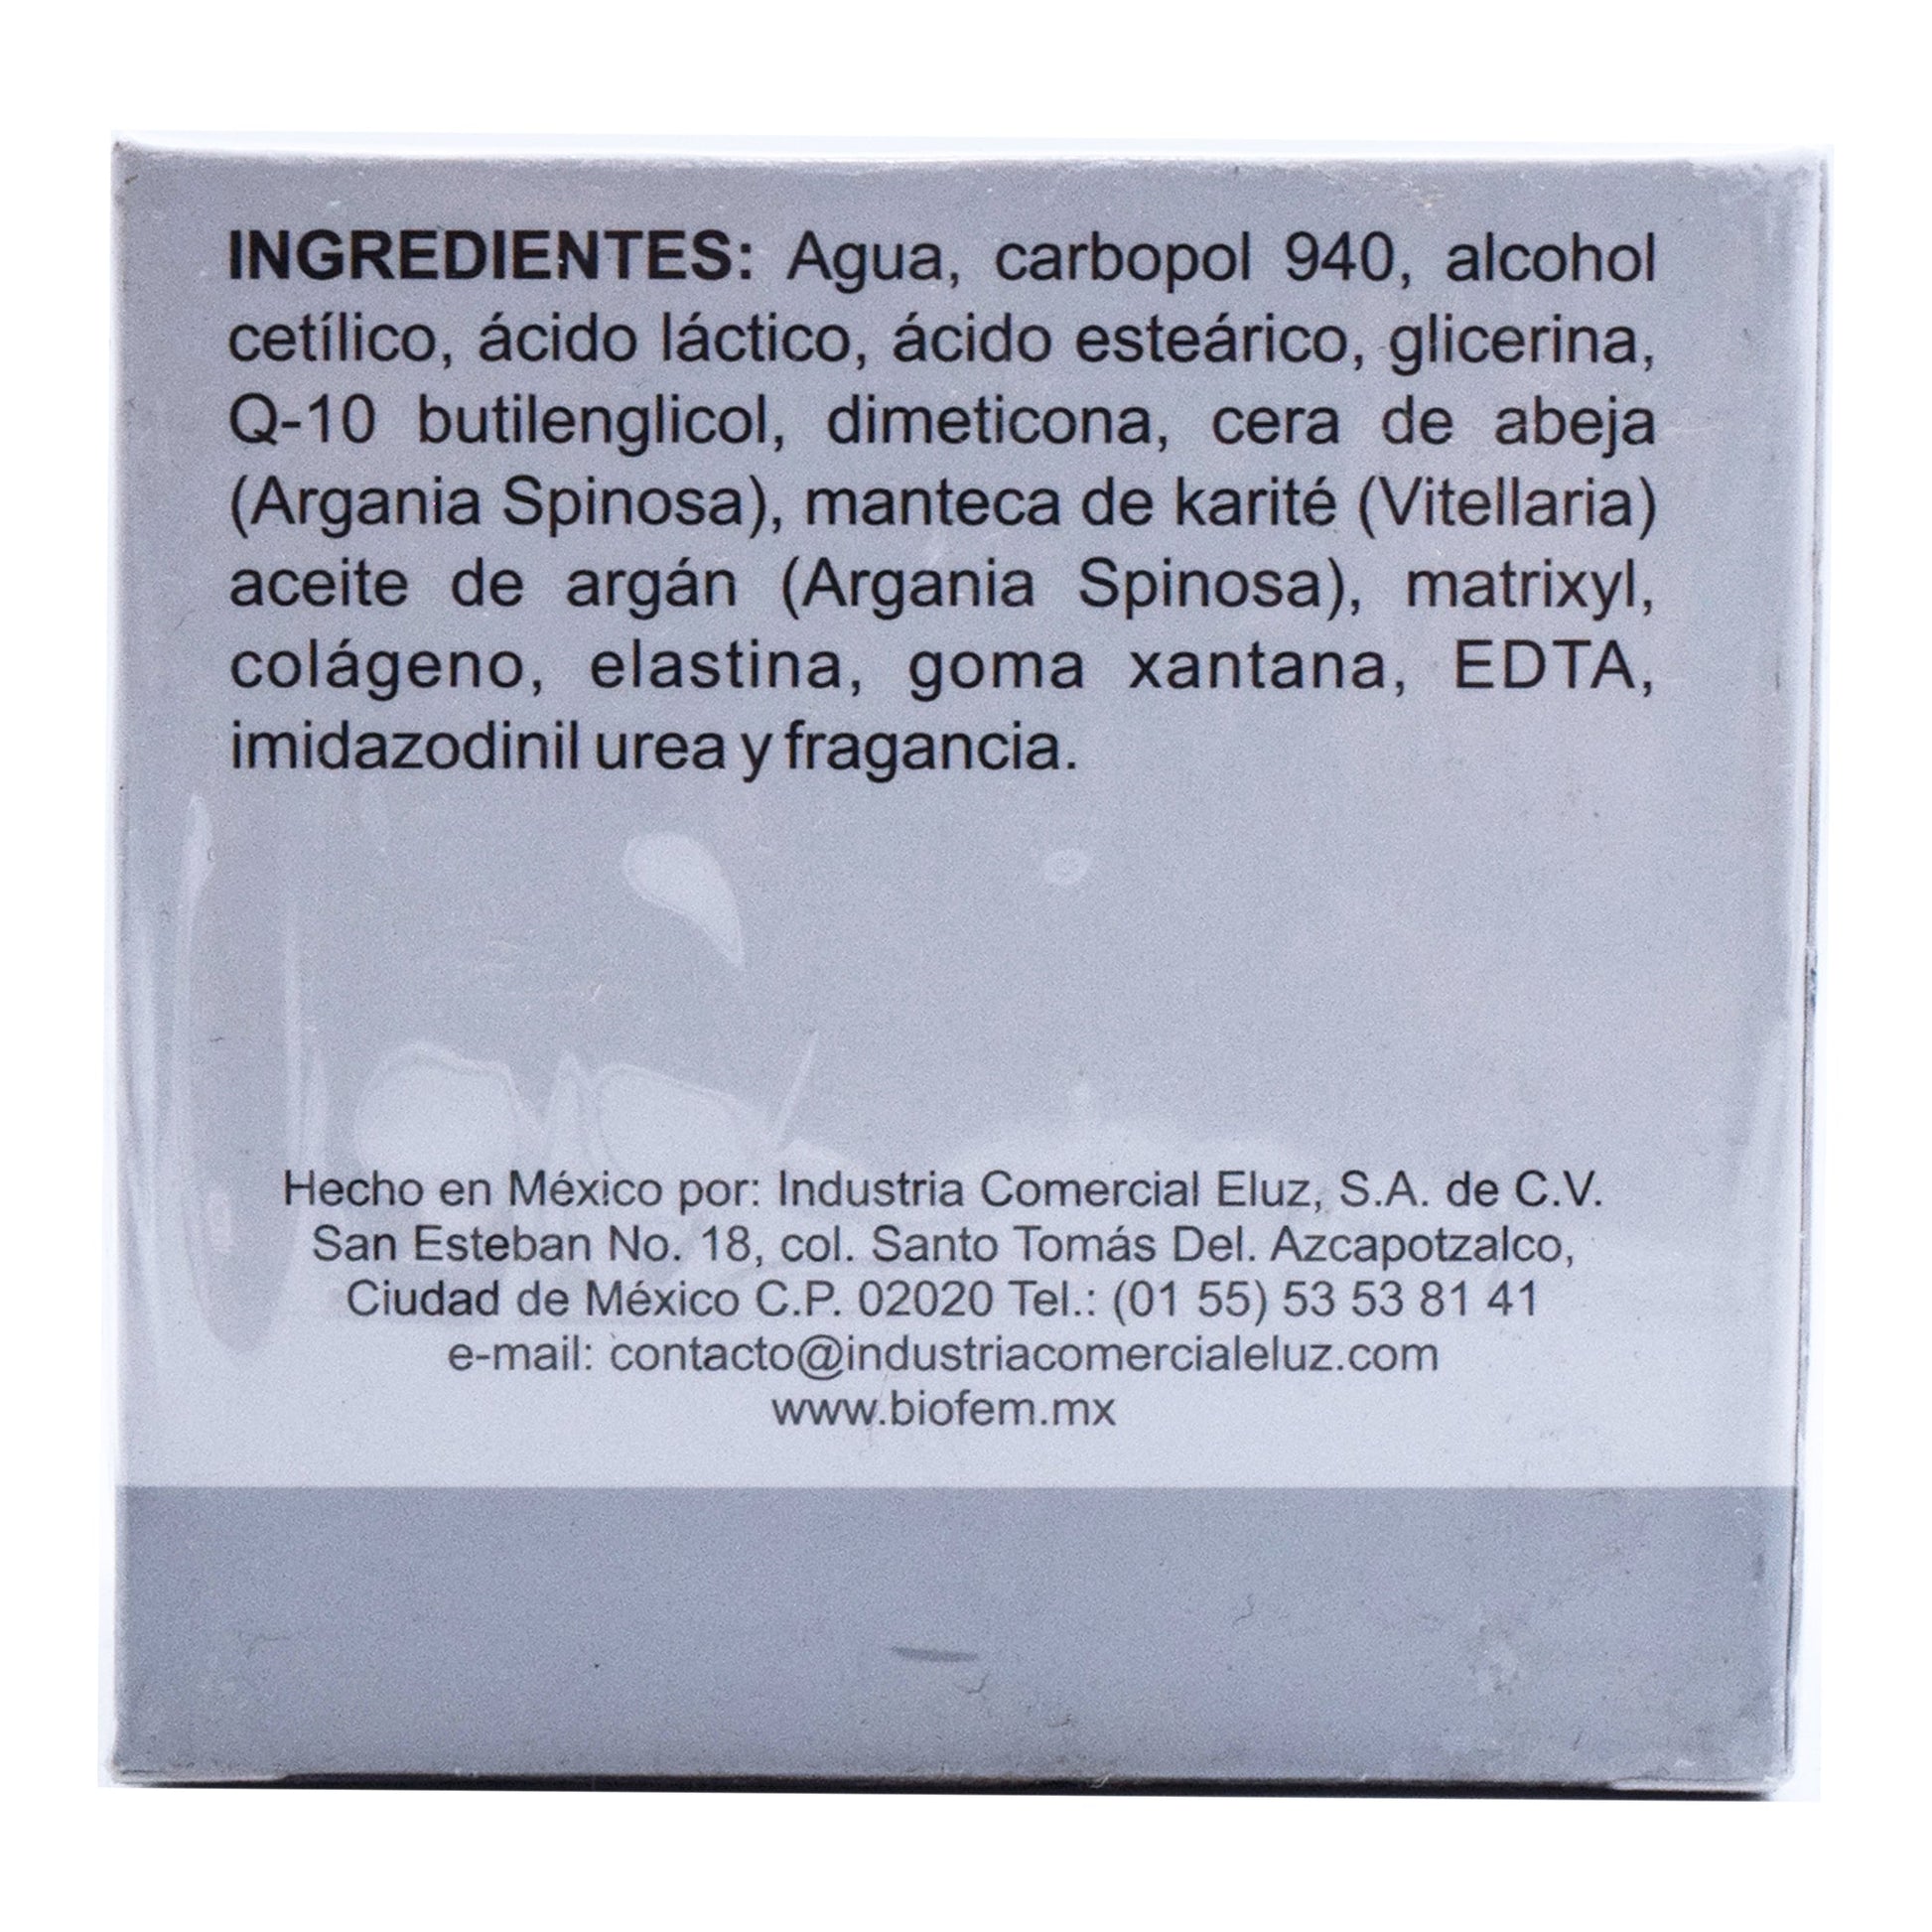 INGREDIENTES: Agua, carbopol 940, alcohol
cetílico, ácido láctico, ácido esteárico, glicerina,
Q-10 butilenglicol, dimeticona, cera de abeja
(Argania Spinosa), manteca de karité (Vitellaria)
aceite de argán (Argania Spinosa), matrixyl,
colágeno, elastina, goma xantana, EDTA,
imidazodinil urea y fragancia.
Hecho en México por: Industria Comercial Eluz, S.A. de C.V.
San Esteban No. 18, col. Santo Tomás Del. Azcapotzalco,
Ciudad de México C.P. 02020 Tel.: (01 55) 53 53 81 41
e-mail: contacto@industriacomercialeluz.com
www.biofem.mx